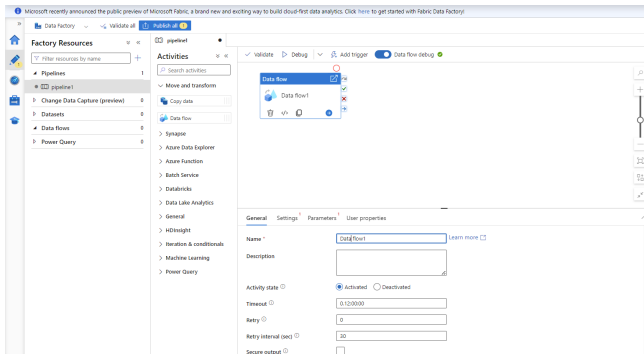 Microsoft recently announced the public preview of Microsoft Fabric, a brand new and exciting way to build cloud-first data analytics. Click here to get started with Fabric Data Factory!
Data Factory
Validate all
Publish all 1
Factory Resources
Filter resources by name
Pipelines 1
pipeline1
Change Data Capture (preview) 0
Datasets 0
Data flows 0
Power Query 0
pipeline1
Activities
Search activities
Move and transform
Copy data
Data flow
Synapse
Azure Data Explorer
Azure Function
Batch Service
Databricks
Data Lake Analytics
General
HDInsight
Iteration & conditionals
Machine Learning
Power Query
Validate
Debug
Add trigger
Data flow debug
Data flow
Data flow1
General
Settings 1
Parameters 1
User properties
Name *
Data flow1
Learn more
Description
Activity state
Activated
Deactivated
Timeout
0.12:00:00
Retry
0
Retry interval (sec)
30
Secure output